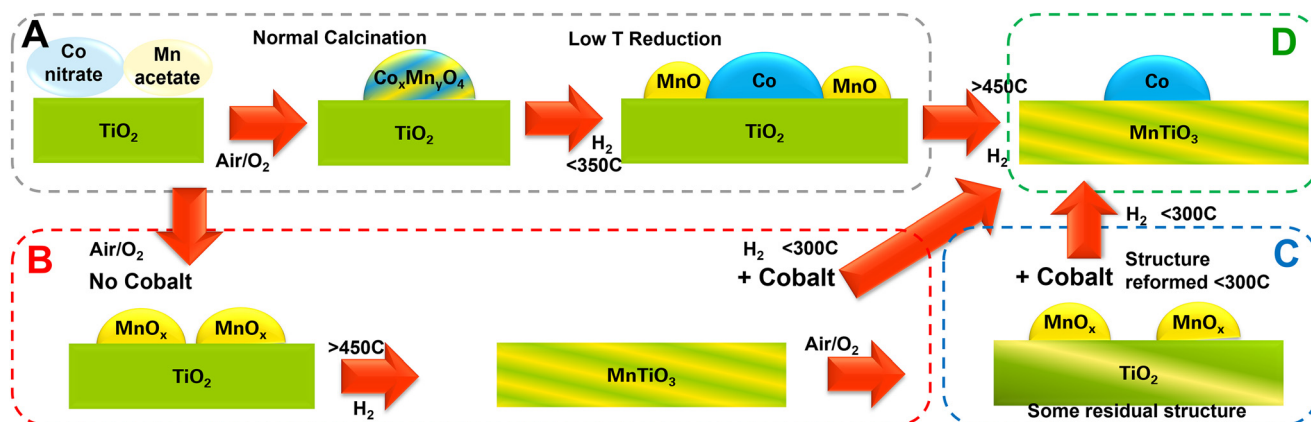 A
Co
nitrate
Mn
acetate
TiO2
Air/O2
Normal Calcination
CoxMnyO4
TiO2
Low T Reduction
H2
<350C
MnO
Co
MnO
TiO2
>450C
H2
D
Co
MnTiO3
B
Air/O2
No Cobalt
MnOx
MnOx
TiO2
>450C
H2
MnTiO3
H2 <300C
+ Cobalt
Air/O2
C
H2 <300C
+ Cobalt
Structure
reformed <300C
MnOx
MnOx
TiO2
Some residual structure